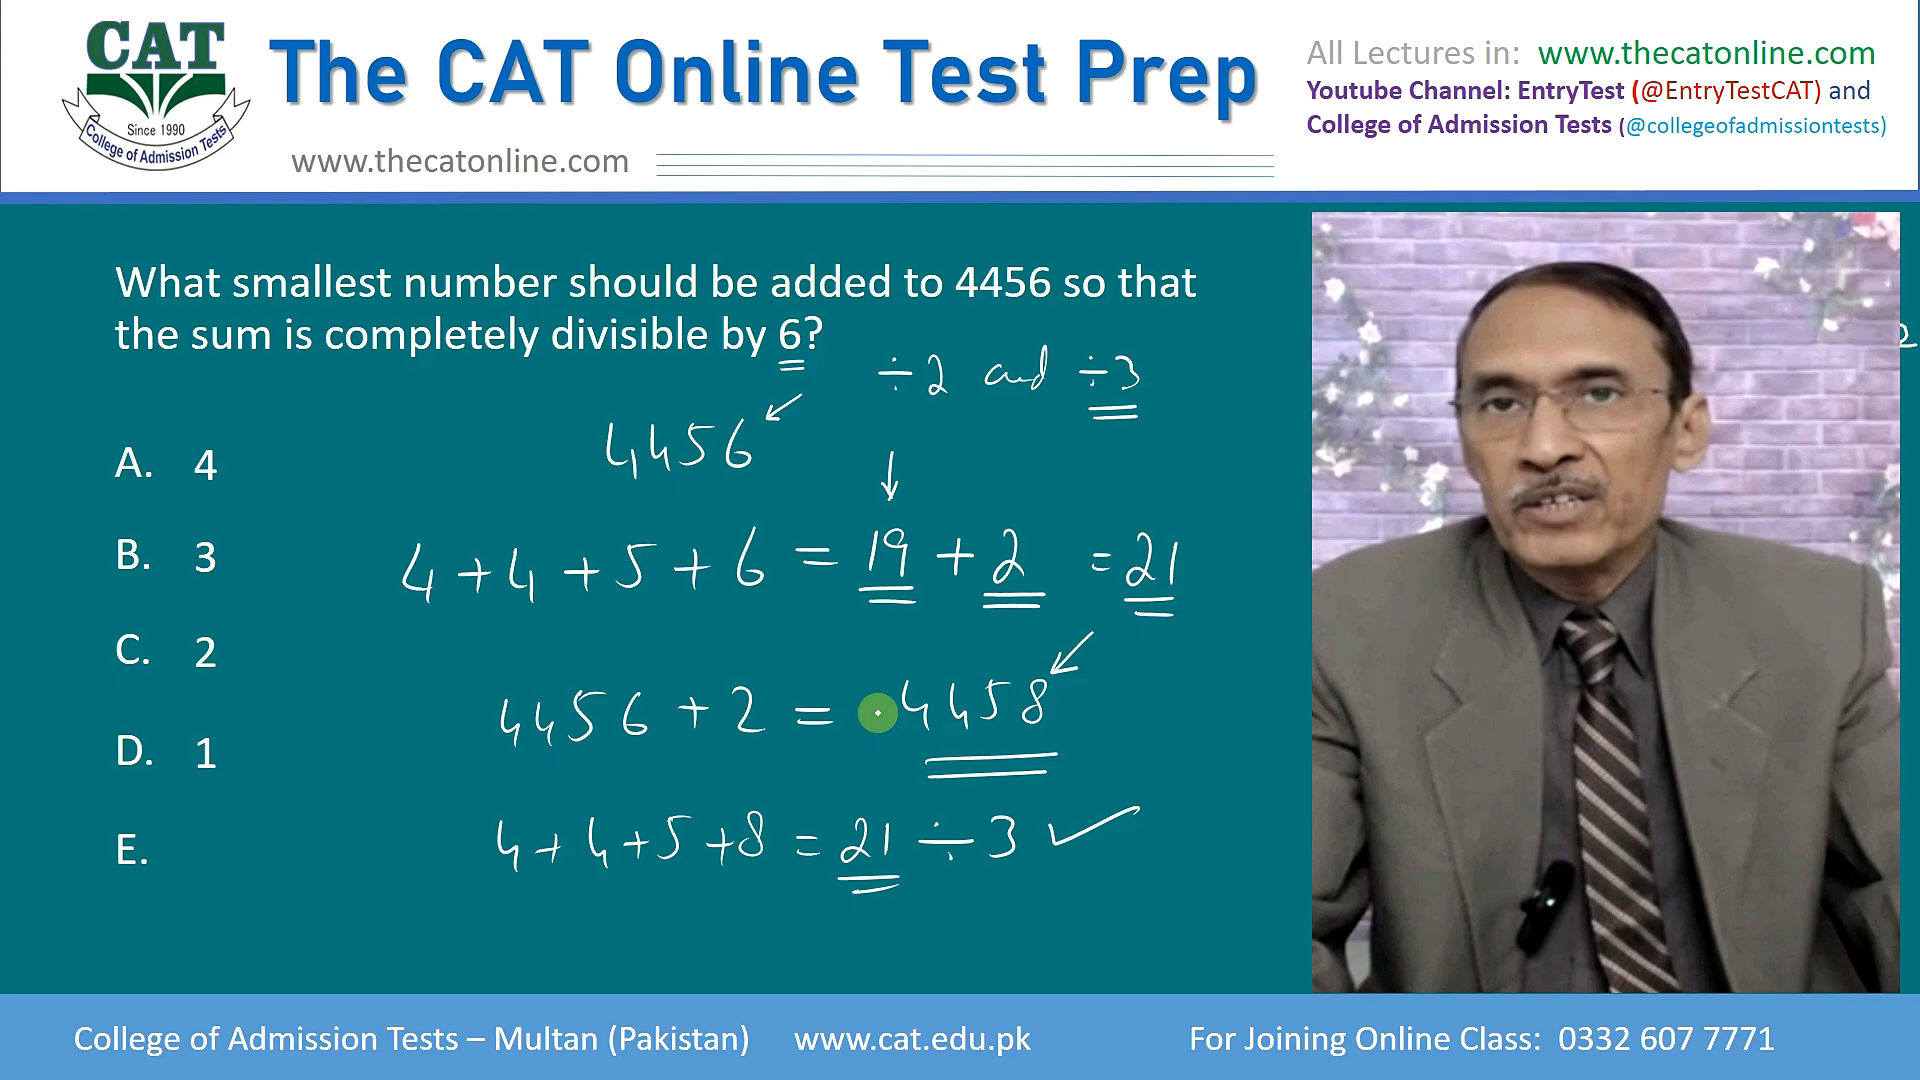 CAT
Since 1990
College of Admission Tests
The CAT Online Test Prep
www.thecatonline.com
All Lectures in: www.thecatonline.com
Youtube Channel: EntryTest (@EntryTestCAT) and
College of Admission Tests (@collegeofadmissiontests)
What smallest number should be added to 4456 so that
the sum is completely divisible by 6?
÷2 and ÷3
2
4456
A. 4
B. 3
4+4+5+6 = 19 + 2 = 21
C. 2
4456 + 2 = 4458
D. 1
4+4+5+8 = 21 ÷ 3 ✓
E.
College of Admission Tests – Multan (Pakistan) www.cat.edu.pk For Joining Online Class: 0332 607 7771